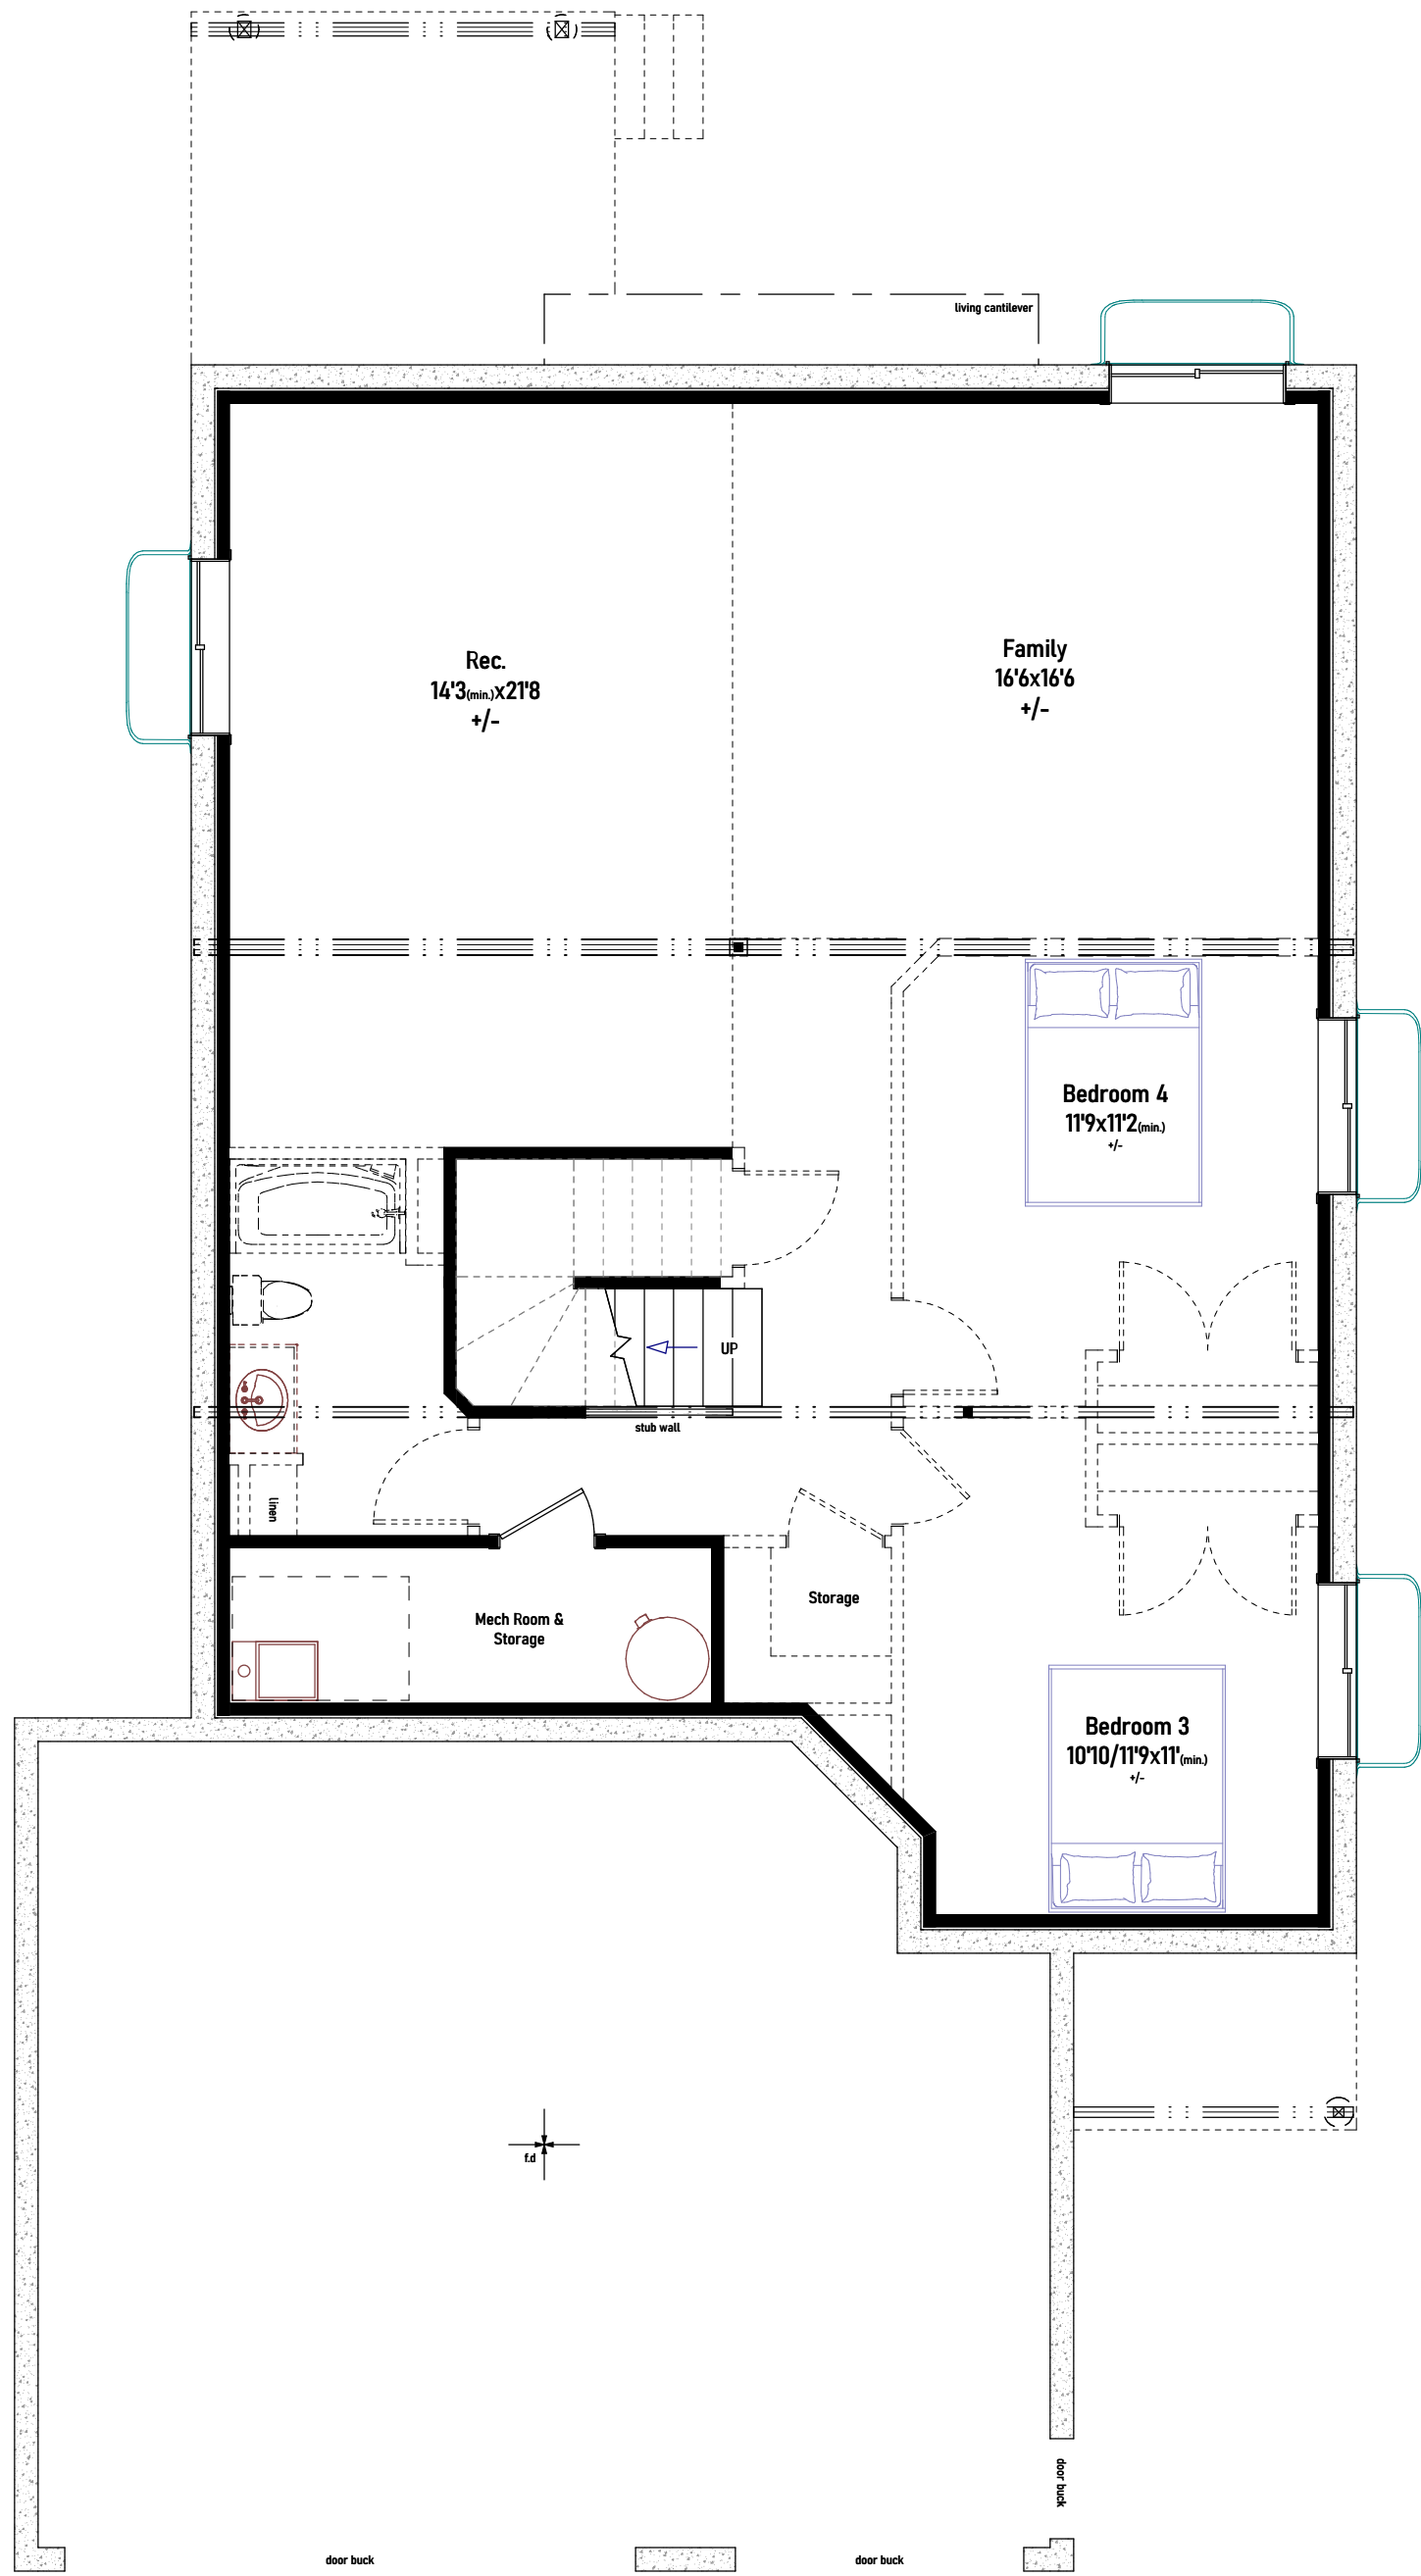 living cantilever
Rec.
14'3(min.)x21'8
+/-
Family
16'6x16'6
+/-
Bedroom 4
11'9x11'2(min.)
+/-
UP
stub wall
linen
Storage
Mech Room &
Storage
Bedroom 3
10'10/11'9x11'(min.)
+/-
f.d
door buck
door buck
door buck